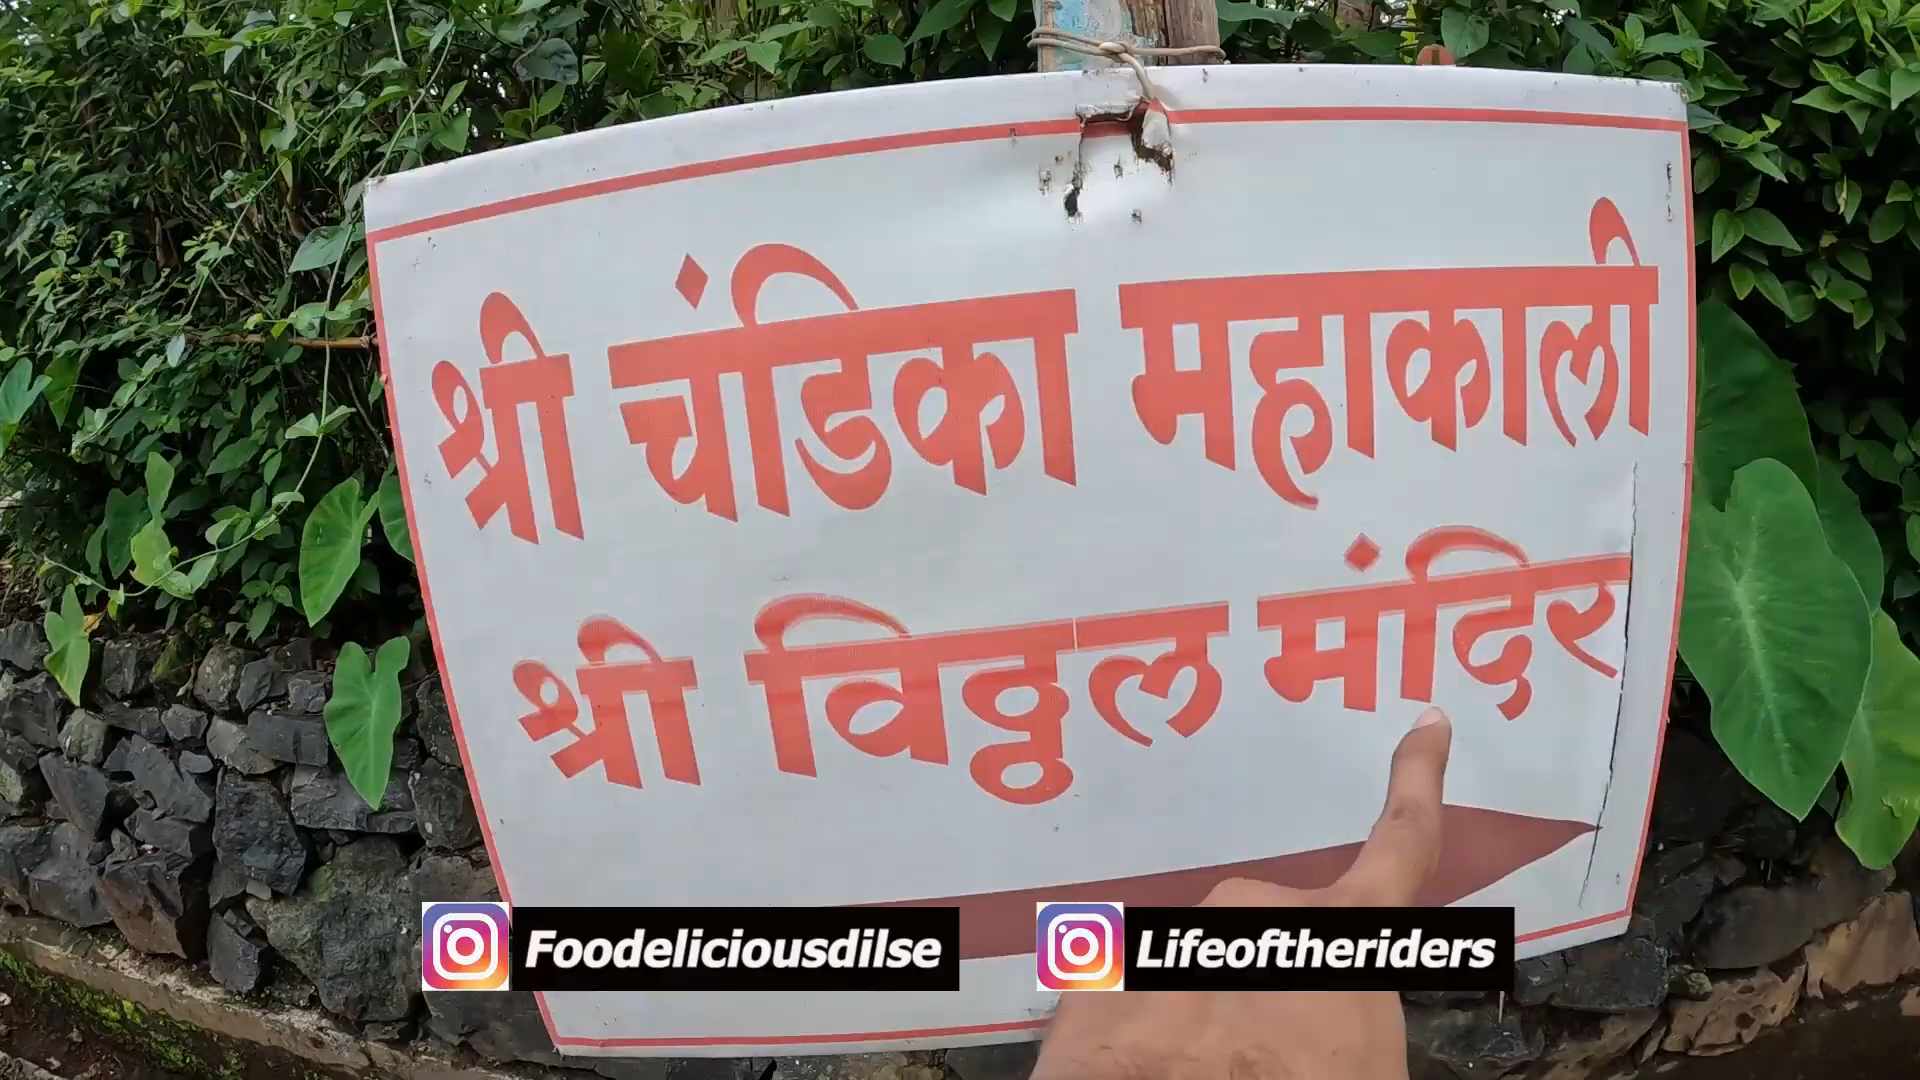 श्री चंडिका महाकाली
श्री विठ्ठल मंदिर
Foodeliciousdilse
Lifeoftheriders